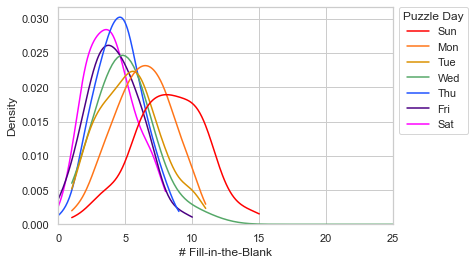 Puzzle Day
Sun
Mon
Tue
Wed
Thu
Fri
Sat
0.030
0.025
0.020
0.015
0.010
0.005
0.000
Density
0 5 10 15 20 25
# Fill-in-the-Blank